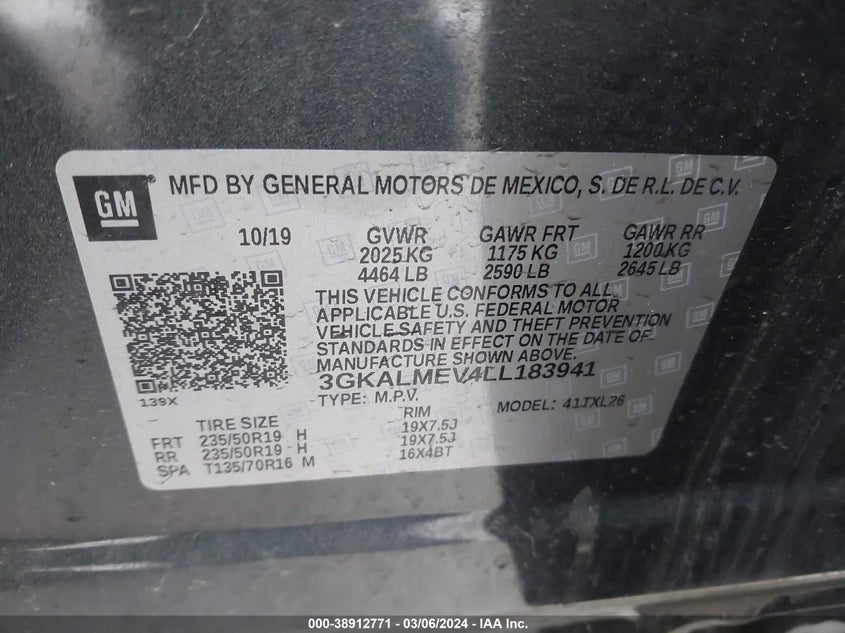 GM
MFD BY GENERAL MOTORS DE MEXICO, S. DE R.L. DE C.V.
10/19 GVWR GAWR FRT GAWR RR
2025 KG 1175 KG 1200 KG
4464 LB 2590 LB 2645 LB
THIS VEHICLE CONFORMS TO ALL
APPLICABLE U.S. FEDERAL MOTOR
VEHICLE SAFETY AND THEFT PREVENTION
STANDARDS IN EFFECT ON THE DATE OF
MANUFACTURE SHOWN ABOVE.
3GKALMEV4LL183941
139X
TYPE: M.P.V. MODEL: 41TXL26
TIRE SIZE RIM
FRT 235/50R19 H 19X7.5J
RR 235/50R19 H 19X7.5J
SPA T135/70R16 M 16X4BT
000-38912771 - 03/06/2024 - IAA Inc.